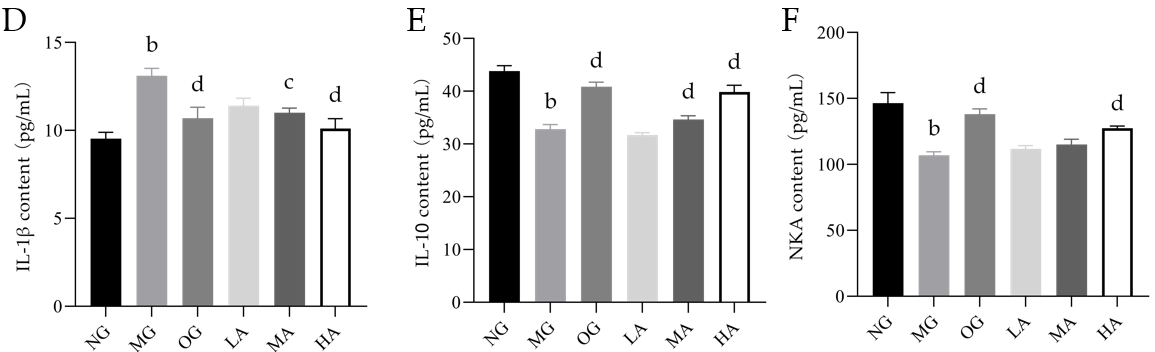 D
IL-1β content (pg/mL)
15
10
5
0
b
d
c
d
NG
MG
OG
LA
MA
HA
E
IL-10 content (pg/mL)
50
40
30
20
10
0
b
d
d
d
NG
MG
OG
LA
MA
HA
F
NKA content (pg/mL)
200
150
100
50
0
b
d
d
NG
MG
OG
LA
MA
HA